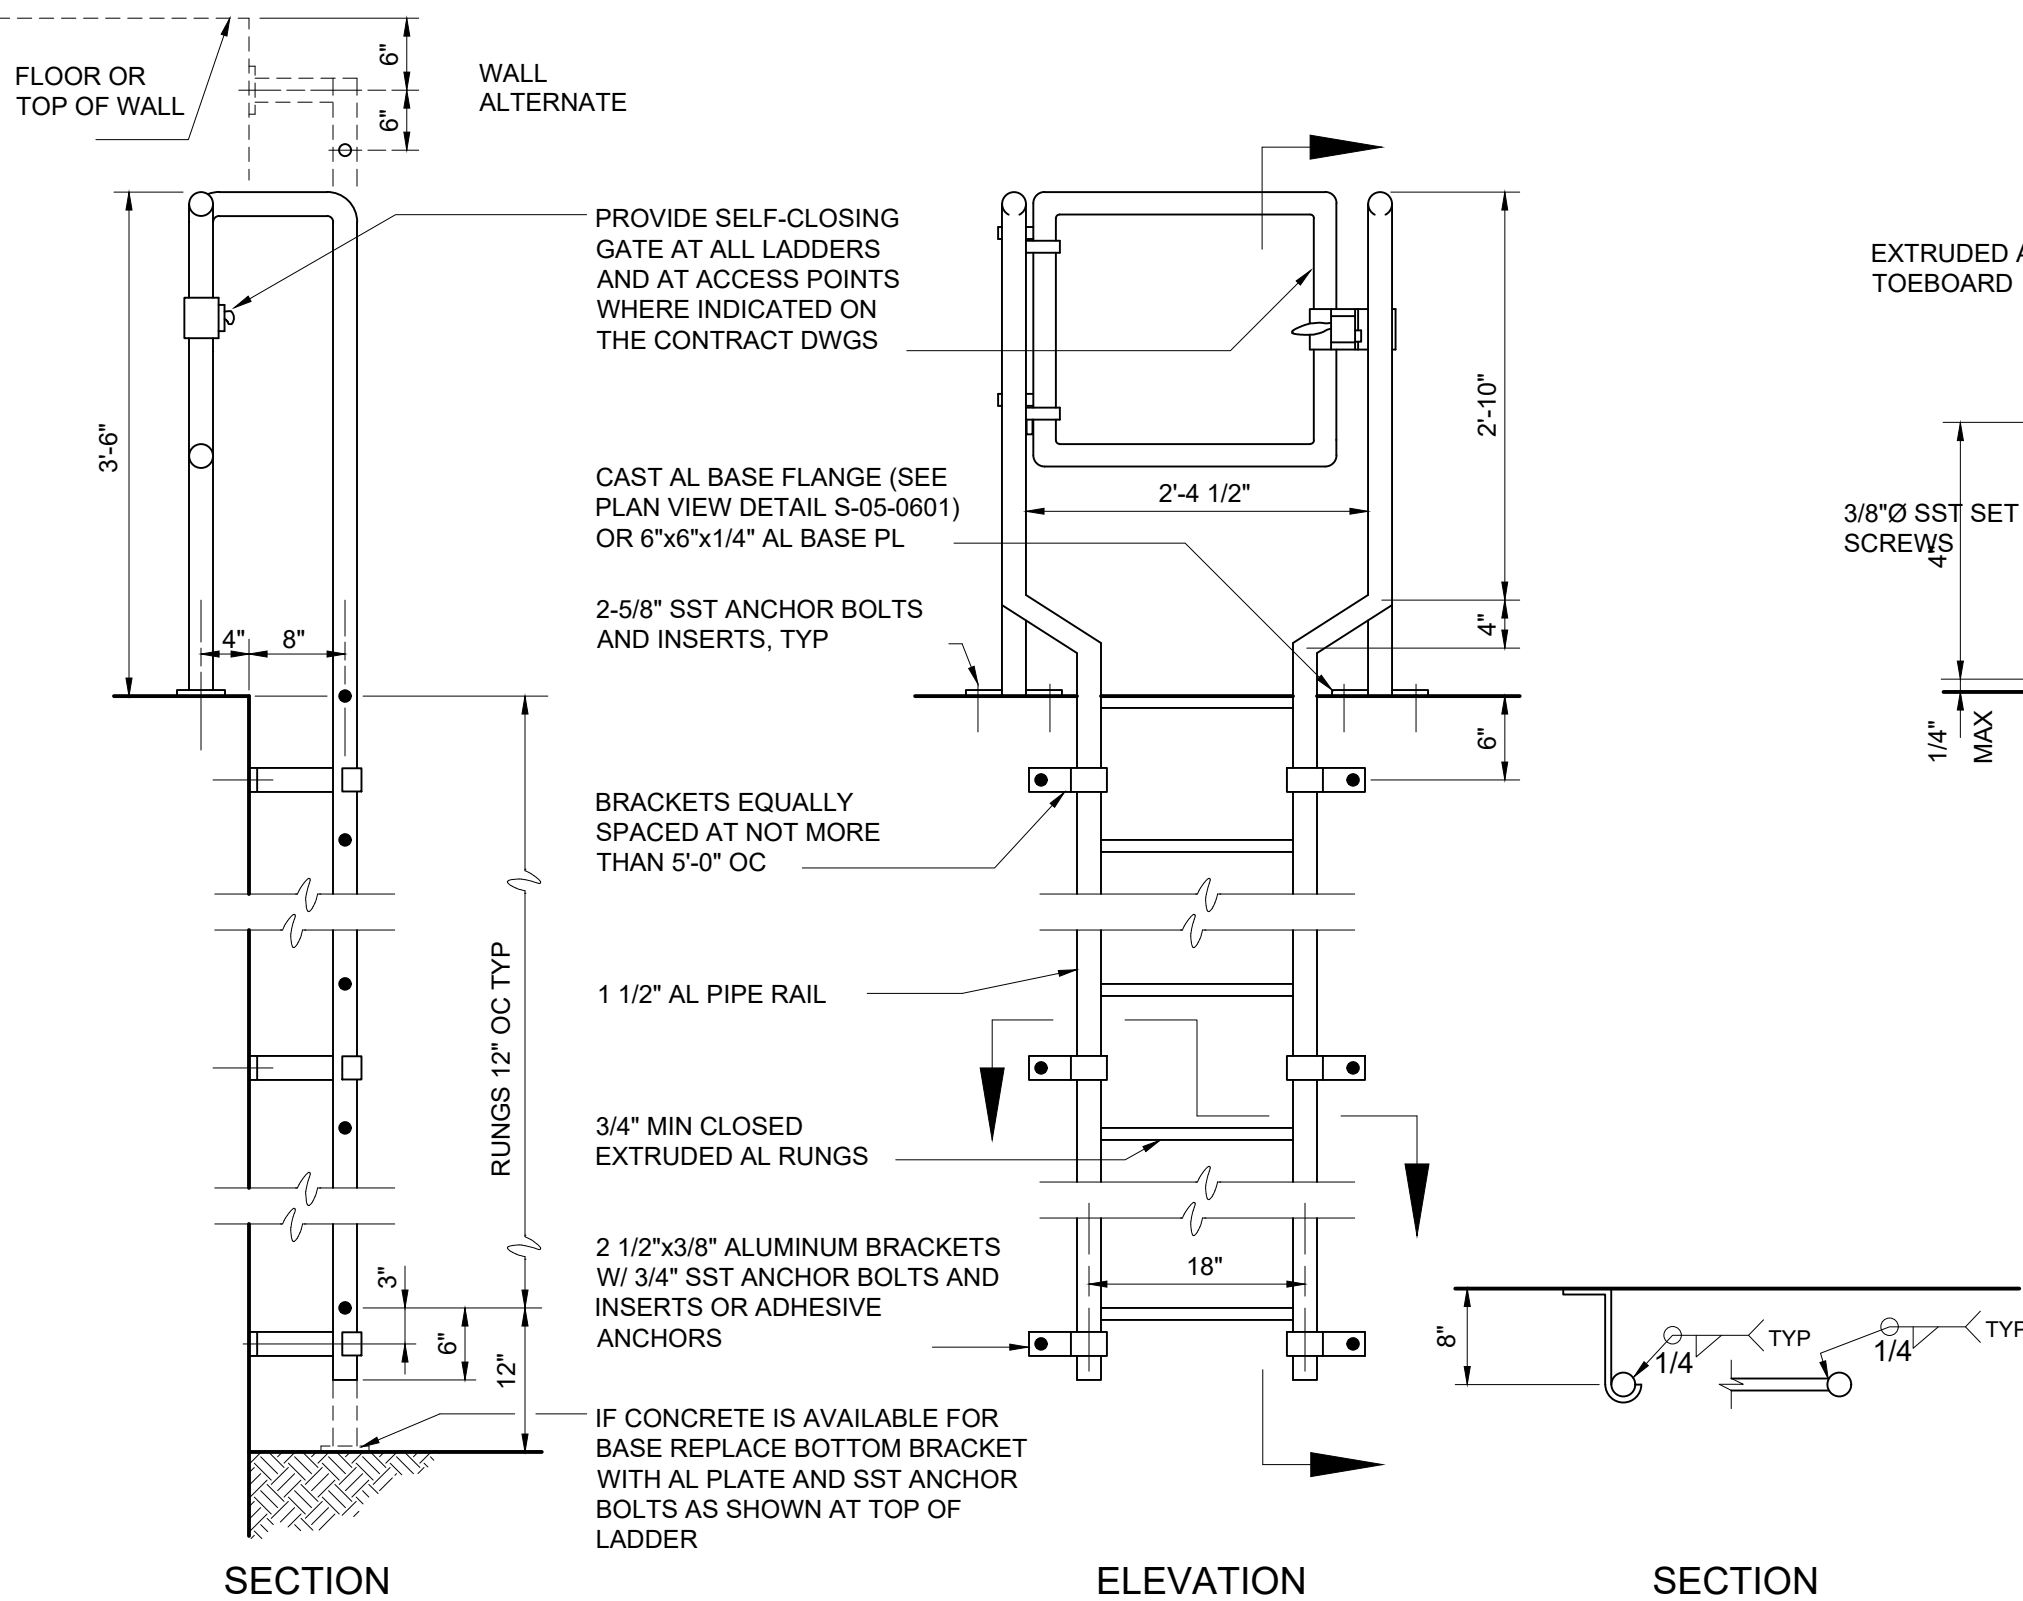 FLOOR OR
TOP OF WALL
6"
6"
WALL
ALTERNATE
3'-6"
4"
8"
PROVIDE SELF-CLOSING
GATE AT ALL LADDERS
AND AT ACCESS POINTS
WHERE INDICATED ON
THE CONTRACT DWGS
CAST AL BASE FLANGE (SEE
PLAN VIEW DETAIL S-05-0601)
OR 6"x6"x1/4" AL BASE PL
2-5/8" SST ANCHOR BOLTS
AND INSERTS, TYP
BRACKETS EQUALLY
SPACED AT NOT MORE
THAN 5'-0" OC
1 1/2" AL PIPE RAIL
RUNGS 12" OC TYP
3/4" MIN CLOSED
EXTRUDED AL RUNGS
2 1/2"x3/8" ALUMINUM BRACKETS
W/ 3/4" SST ANCHOR BOLTS AND
INSERTS OR ADHESIVE
ANCHORS
3"
6"
12"
IF CONCRETE IS AVAILABLE FOR
BASE REPLACE BOTTOM BRACKET
WITH AL PLATE AND SST ANCHOR
BOLTS AS SHOWN AT TOP OF
LADDER
SECTION
2'-4 1/2"
2'-10"
4"
6"
18"
ELEVATION
EXTRUDED A
TOEBOARD
3/8"Ø SST SET
SCREWS
4"
1/4"
MAX
8"
1/4
TYP
1/4
TYP
SECTION